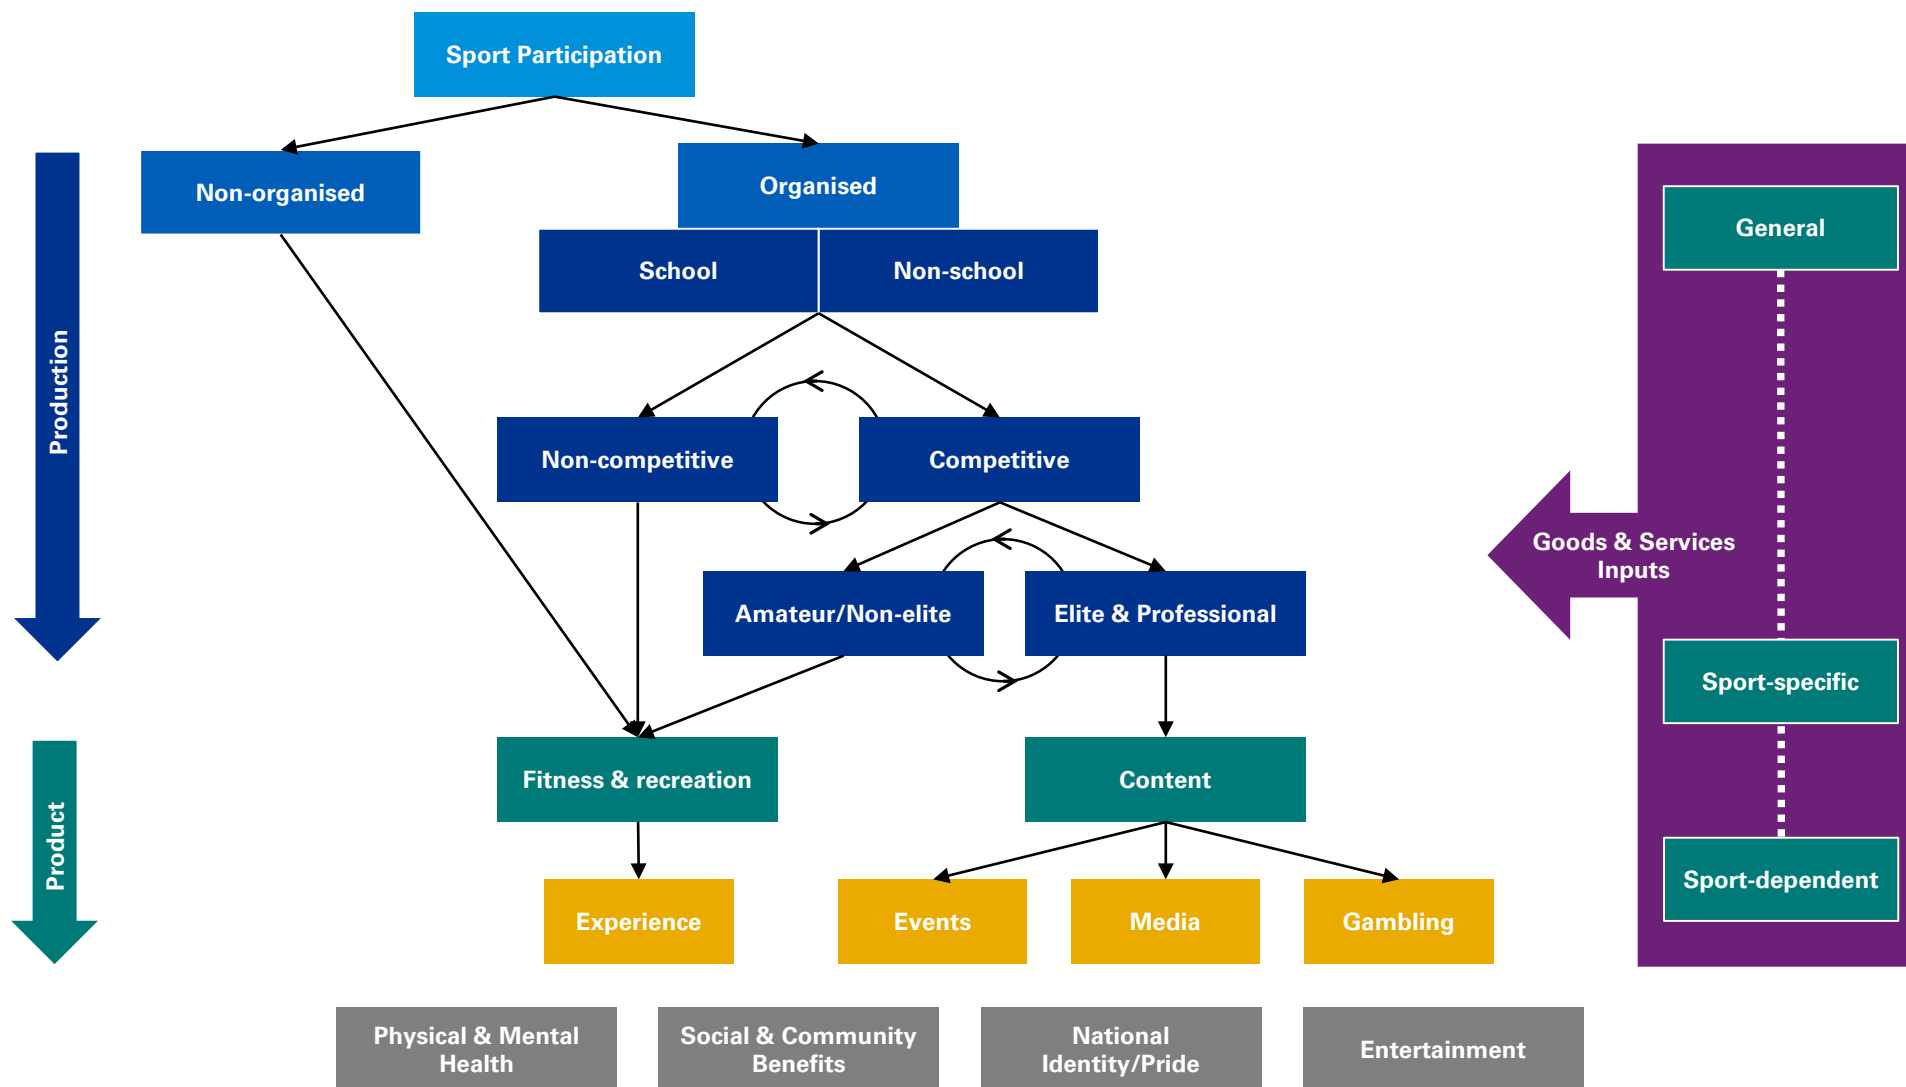 Sport Participation
Non-organised
Organised
General
School
Non-school
Production
Non-competitive
Competitive
Goods & Services
Inputs
Amateur/Non-elite
Elite & Professional
Sport-specific
Fitness & recreation
Content
Product
Sport-dependent
Experience
Events
Media
Gambling
Physical & Mental
Health
Social & Community
Benefits
National
Identity/Pride
Entertainment